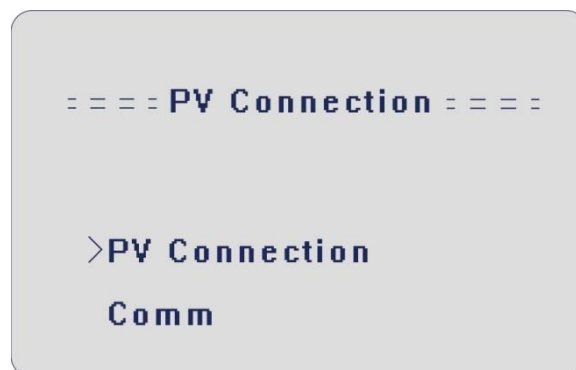 ====PV Connection====
>PV Connection
Comm